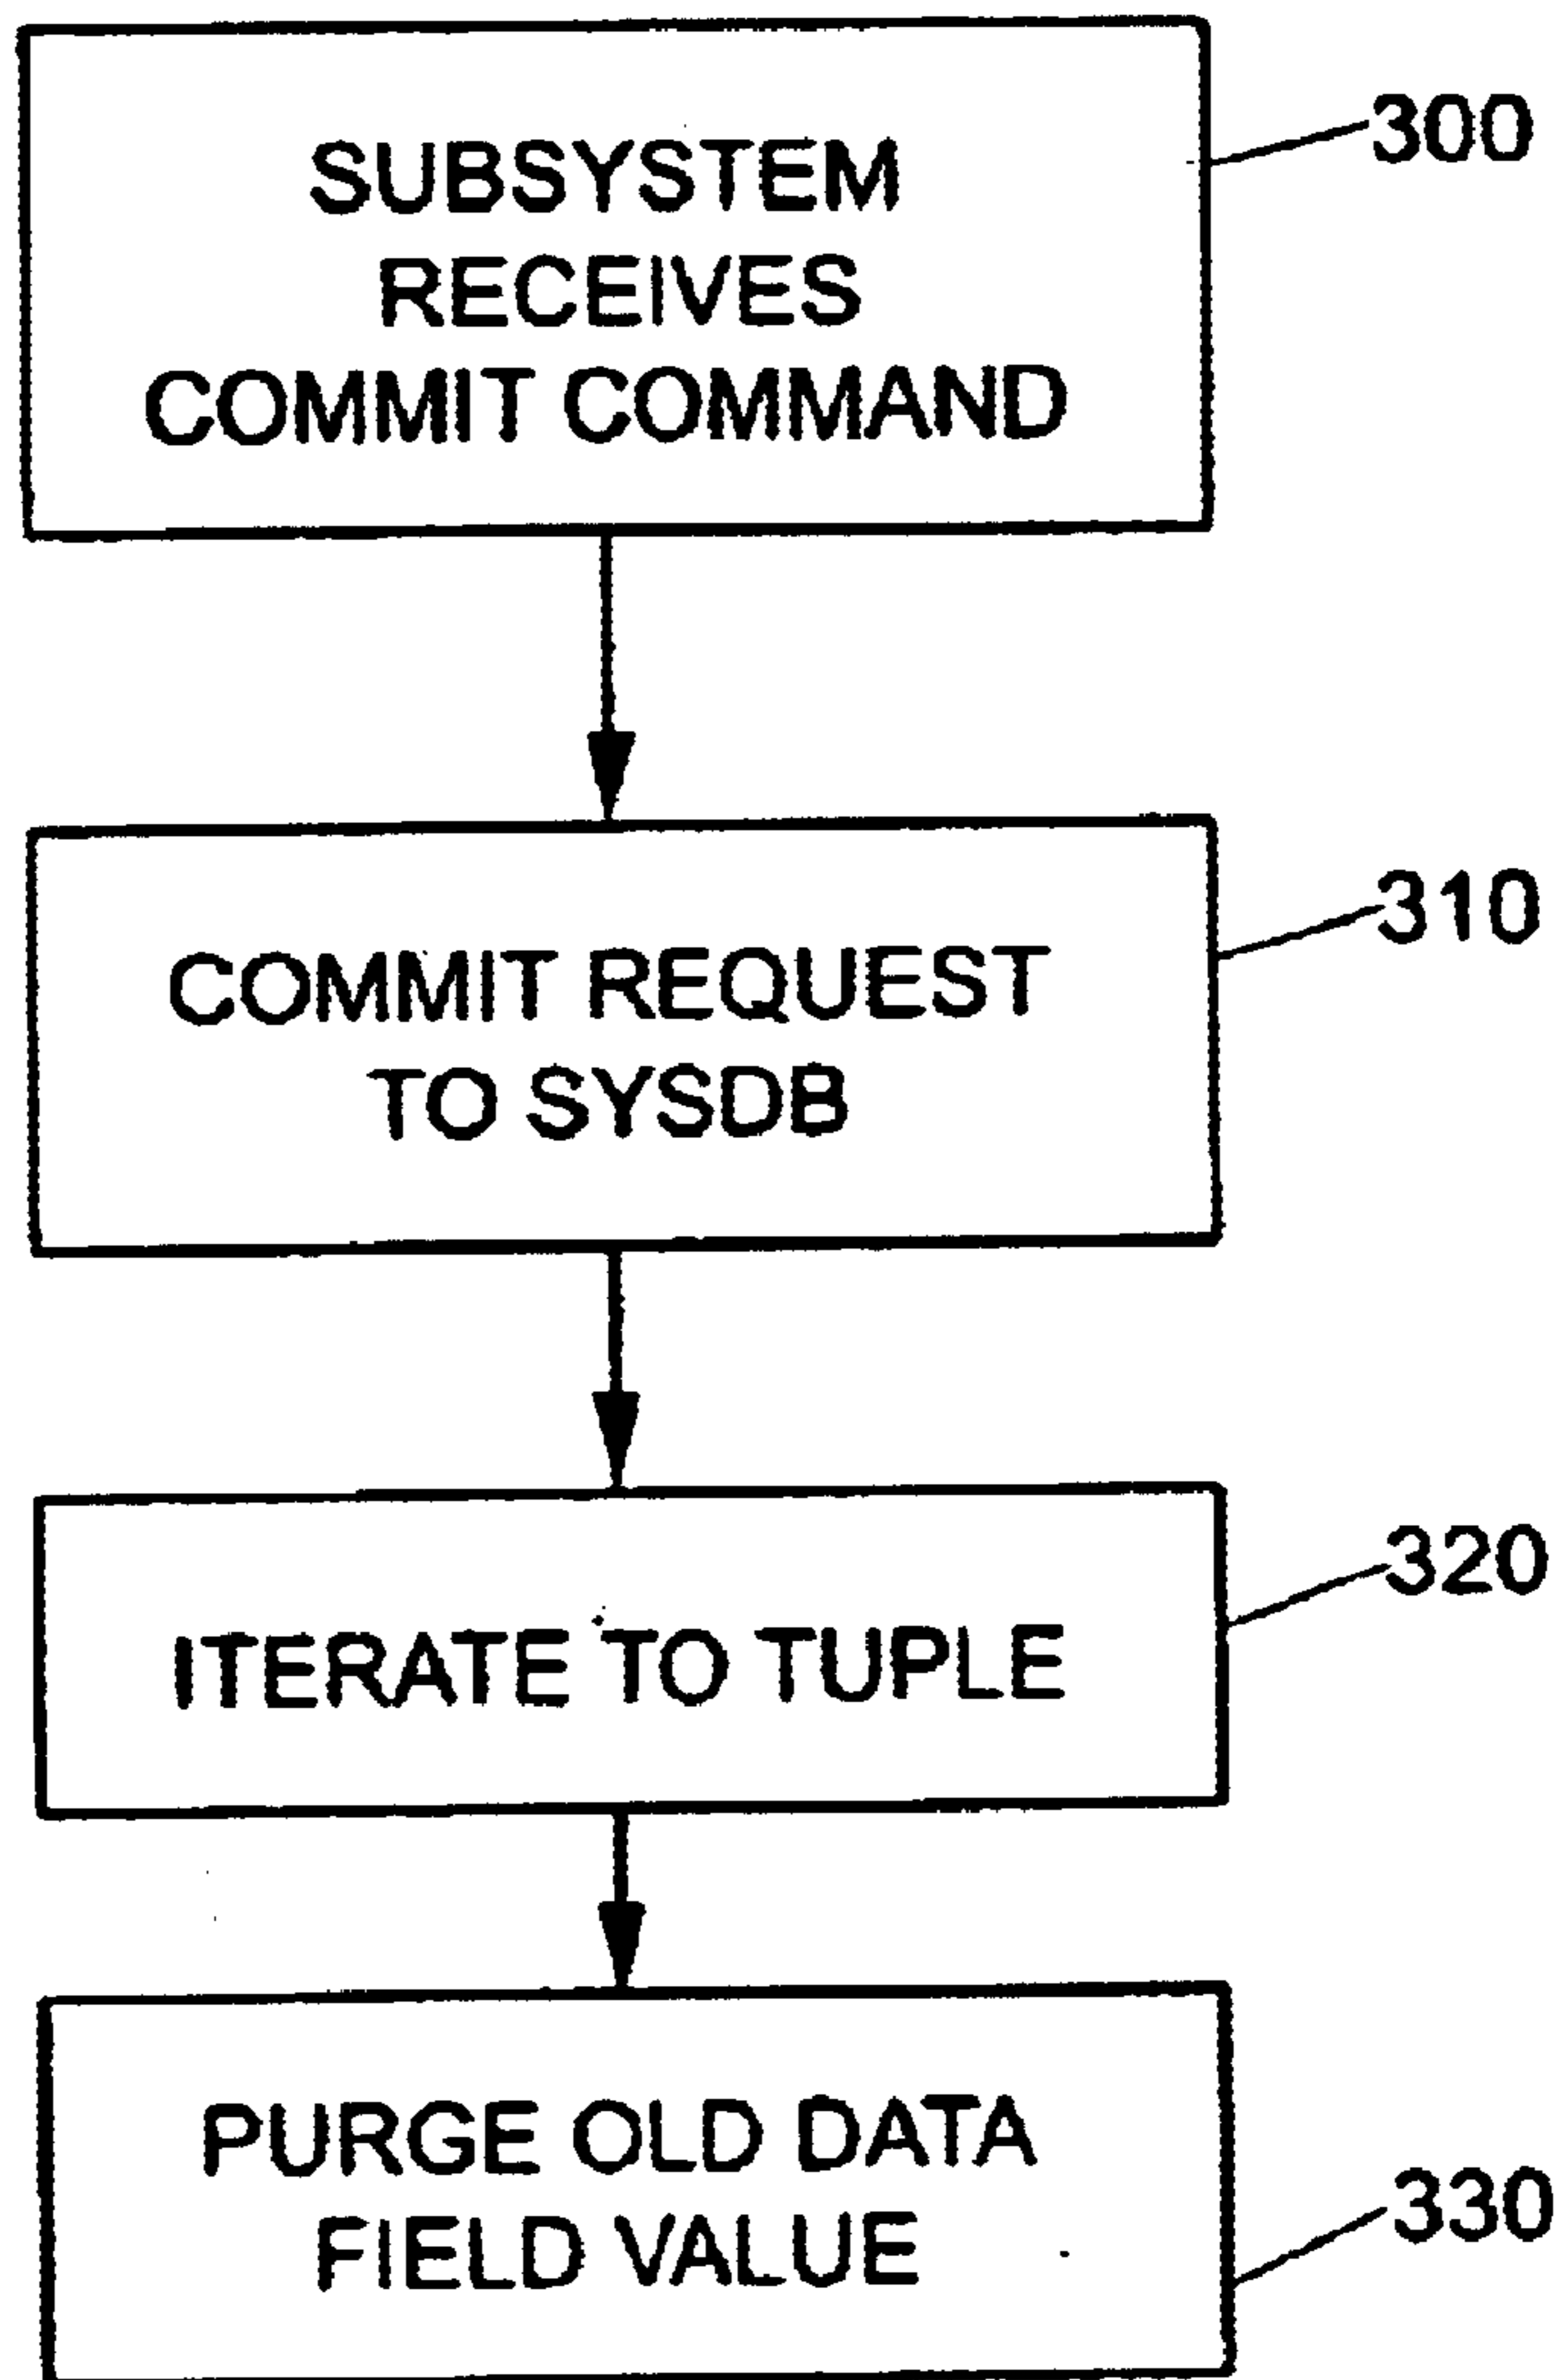 SUBSYSTEM
RECEIVES
COMMIT COMMAND
300
COMMIT REQUEST
TO SYSDB
310
ITERATE TO TUPLE
320
PURGE OLD DATA
FIELD VALUE
330